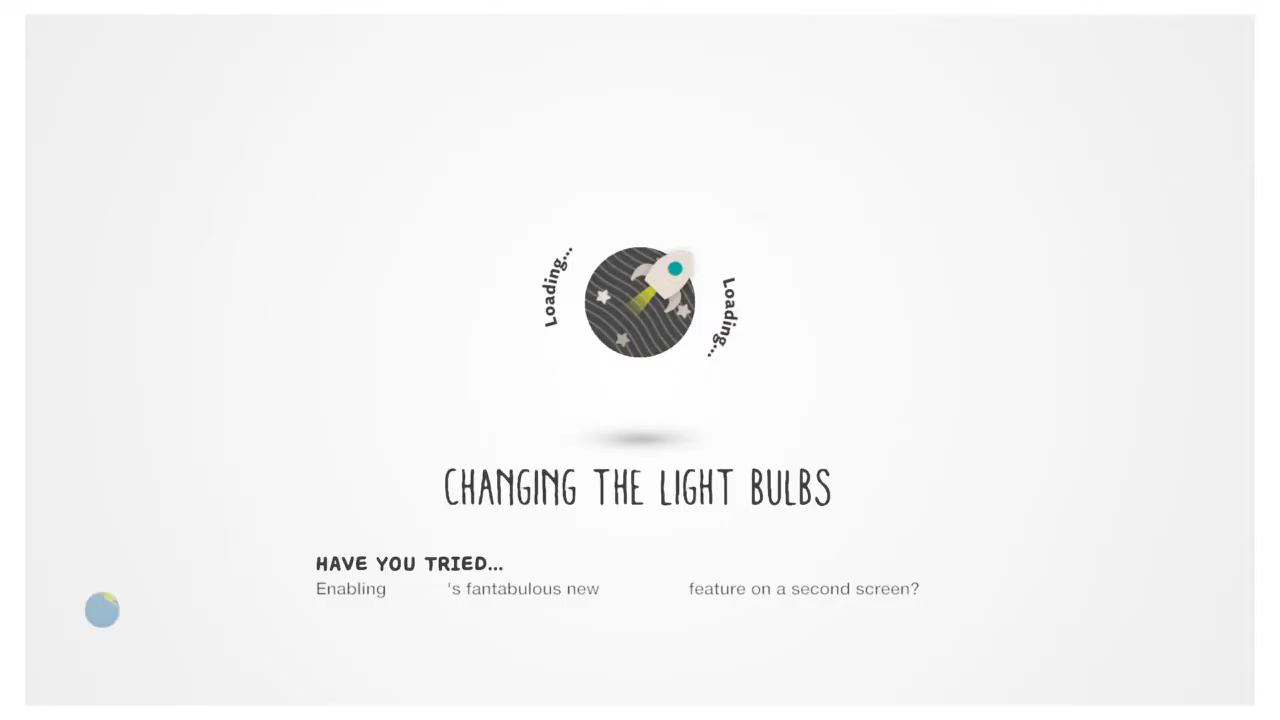 Loading...
Loading...
CHANGING THE LIGHT BULBS
HAVE YOU TRIED...
Enabling 's fantabulous new feature on a second screen?